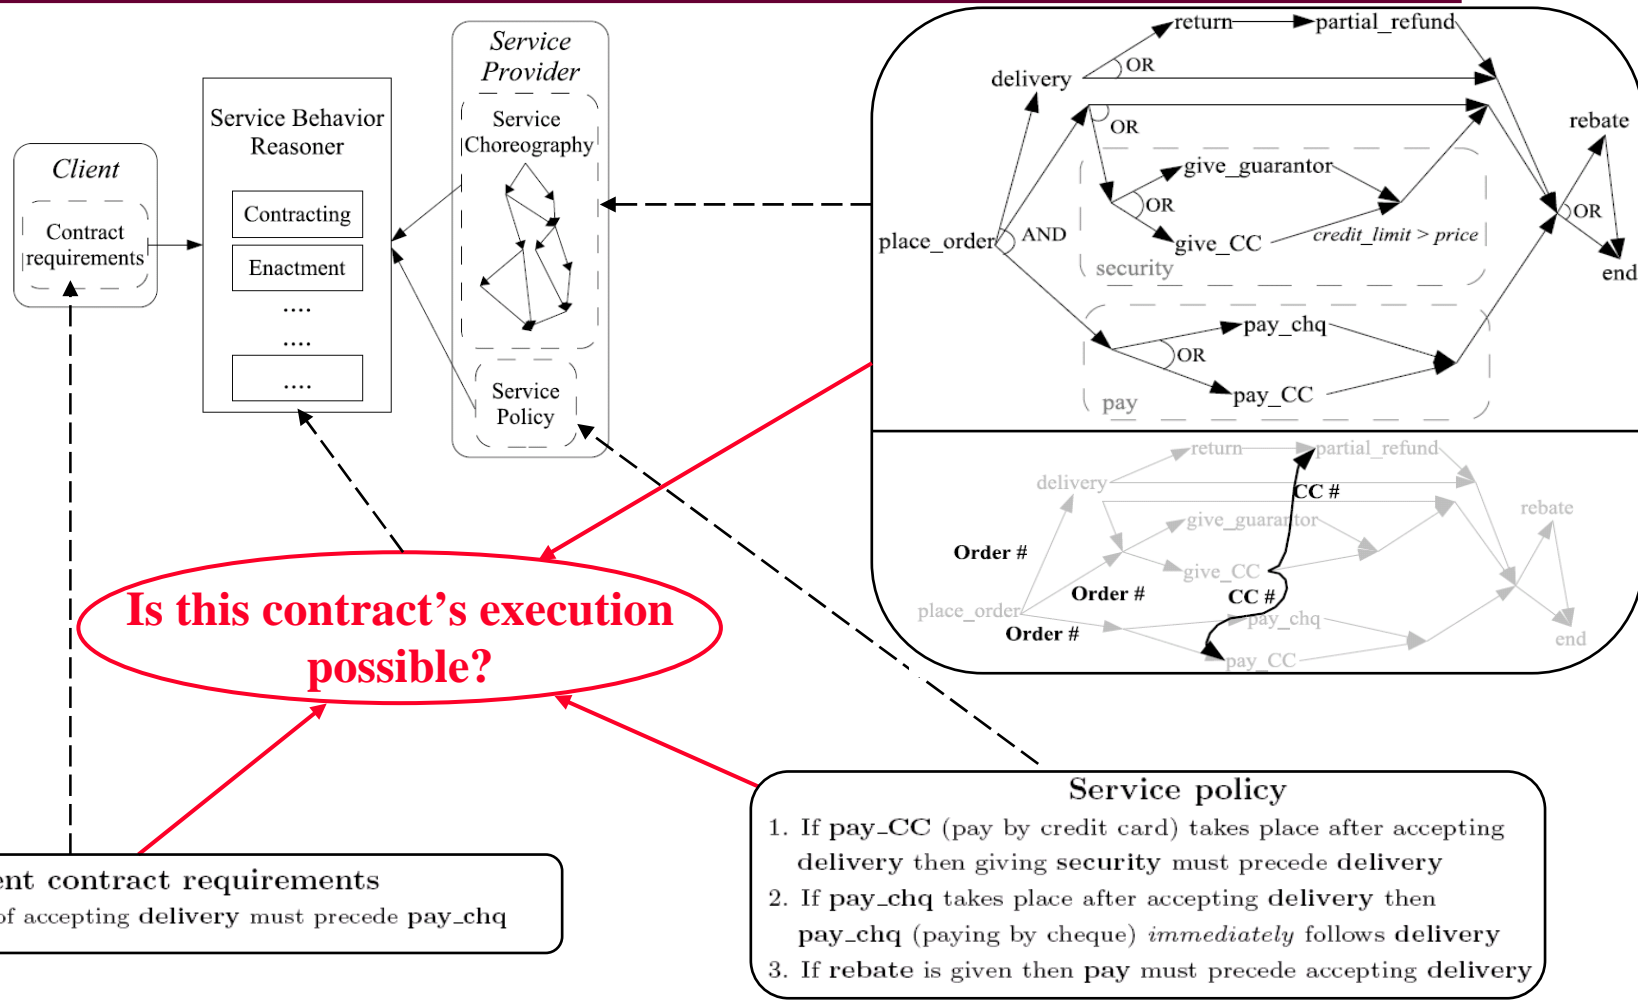 Client
Contract
requirements
Service Behavior
Reasoner
Contracting
Enactment
....
....
....
Service
Provider
Service
Choreography
Service
Policy
return
partial_refund
OR
delivery
OR
rebate
give_guarantor
OR
place_order
AND
give_CC
credit_limit > price
OR
security
end
pay_chq
OR
pay_CC
pay
return
partial_refund
delivery
CC #
give_guarantor
rebate
Order #
give_CC
Order #
CC #
place_order
pay_chq
Order #
end
pay_CC
Is this contract's execution
possible?
Service policy
1. If pay_CC (pay by credit card) takes place after accepting
delivery then giving security must precede delivery
2. If pay_chq takes place after accepting delivery then
pay_chq (paying by cheque) immediately follows delivery
3. If rebate is given then pay must precede accepting delivery
ent contract requirements
of accepting delivery must precede pay_chq